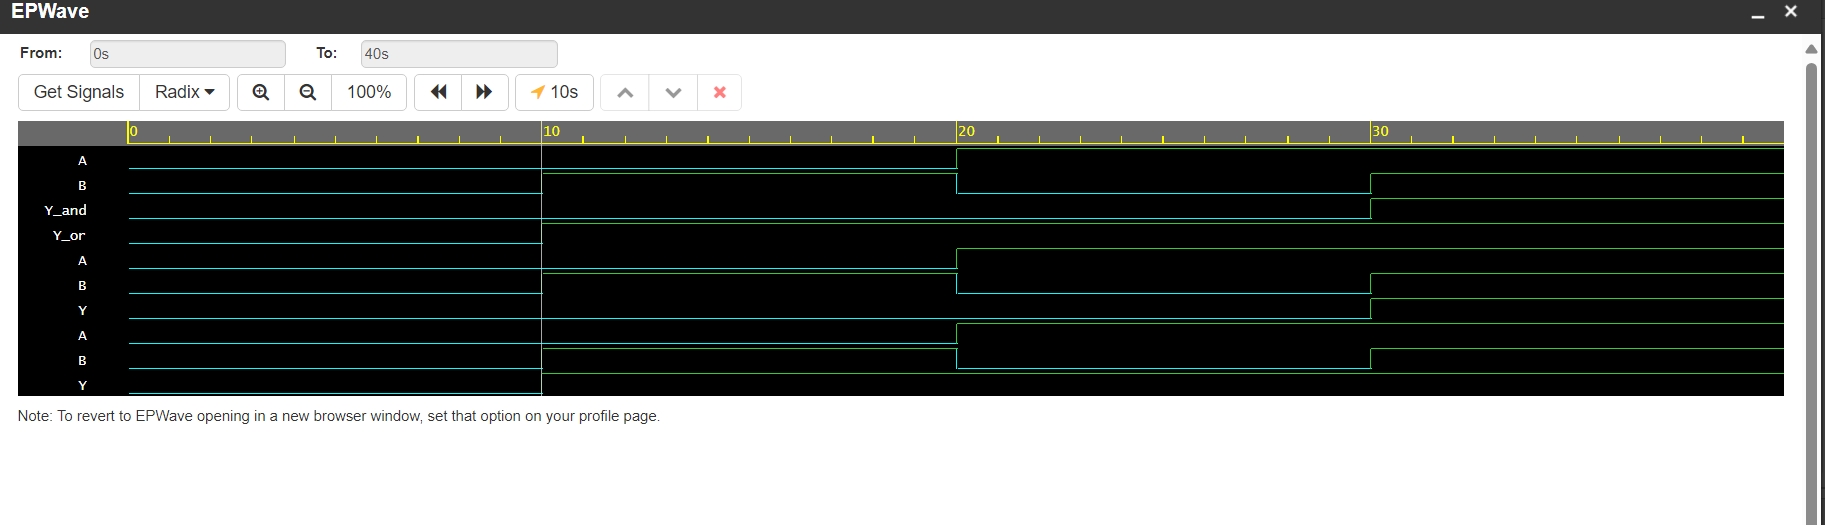 EPWave
From: 0s To: 40s
Get Signals Radix 100% 10s
0 10 20 30
A
B
Y_and
Y_or
A
B
Y
A
B
Y
Note: To revert to EPWave opening in a new browser window, set that option on your profile page.